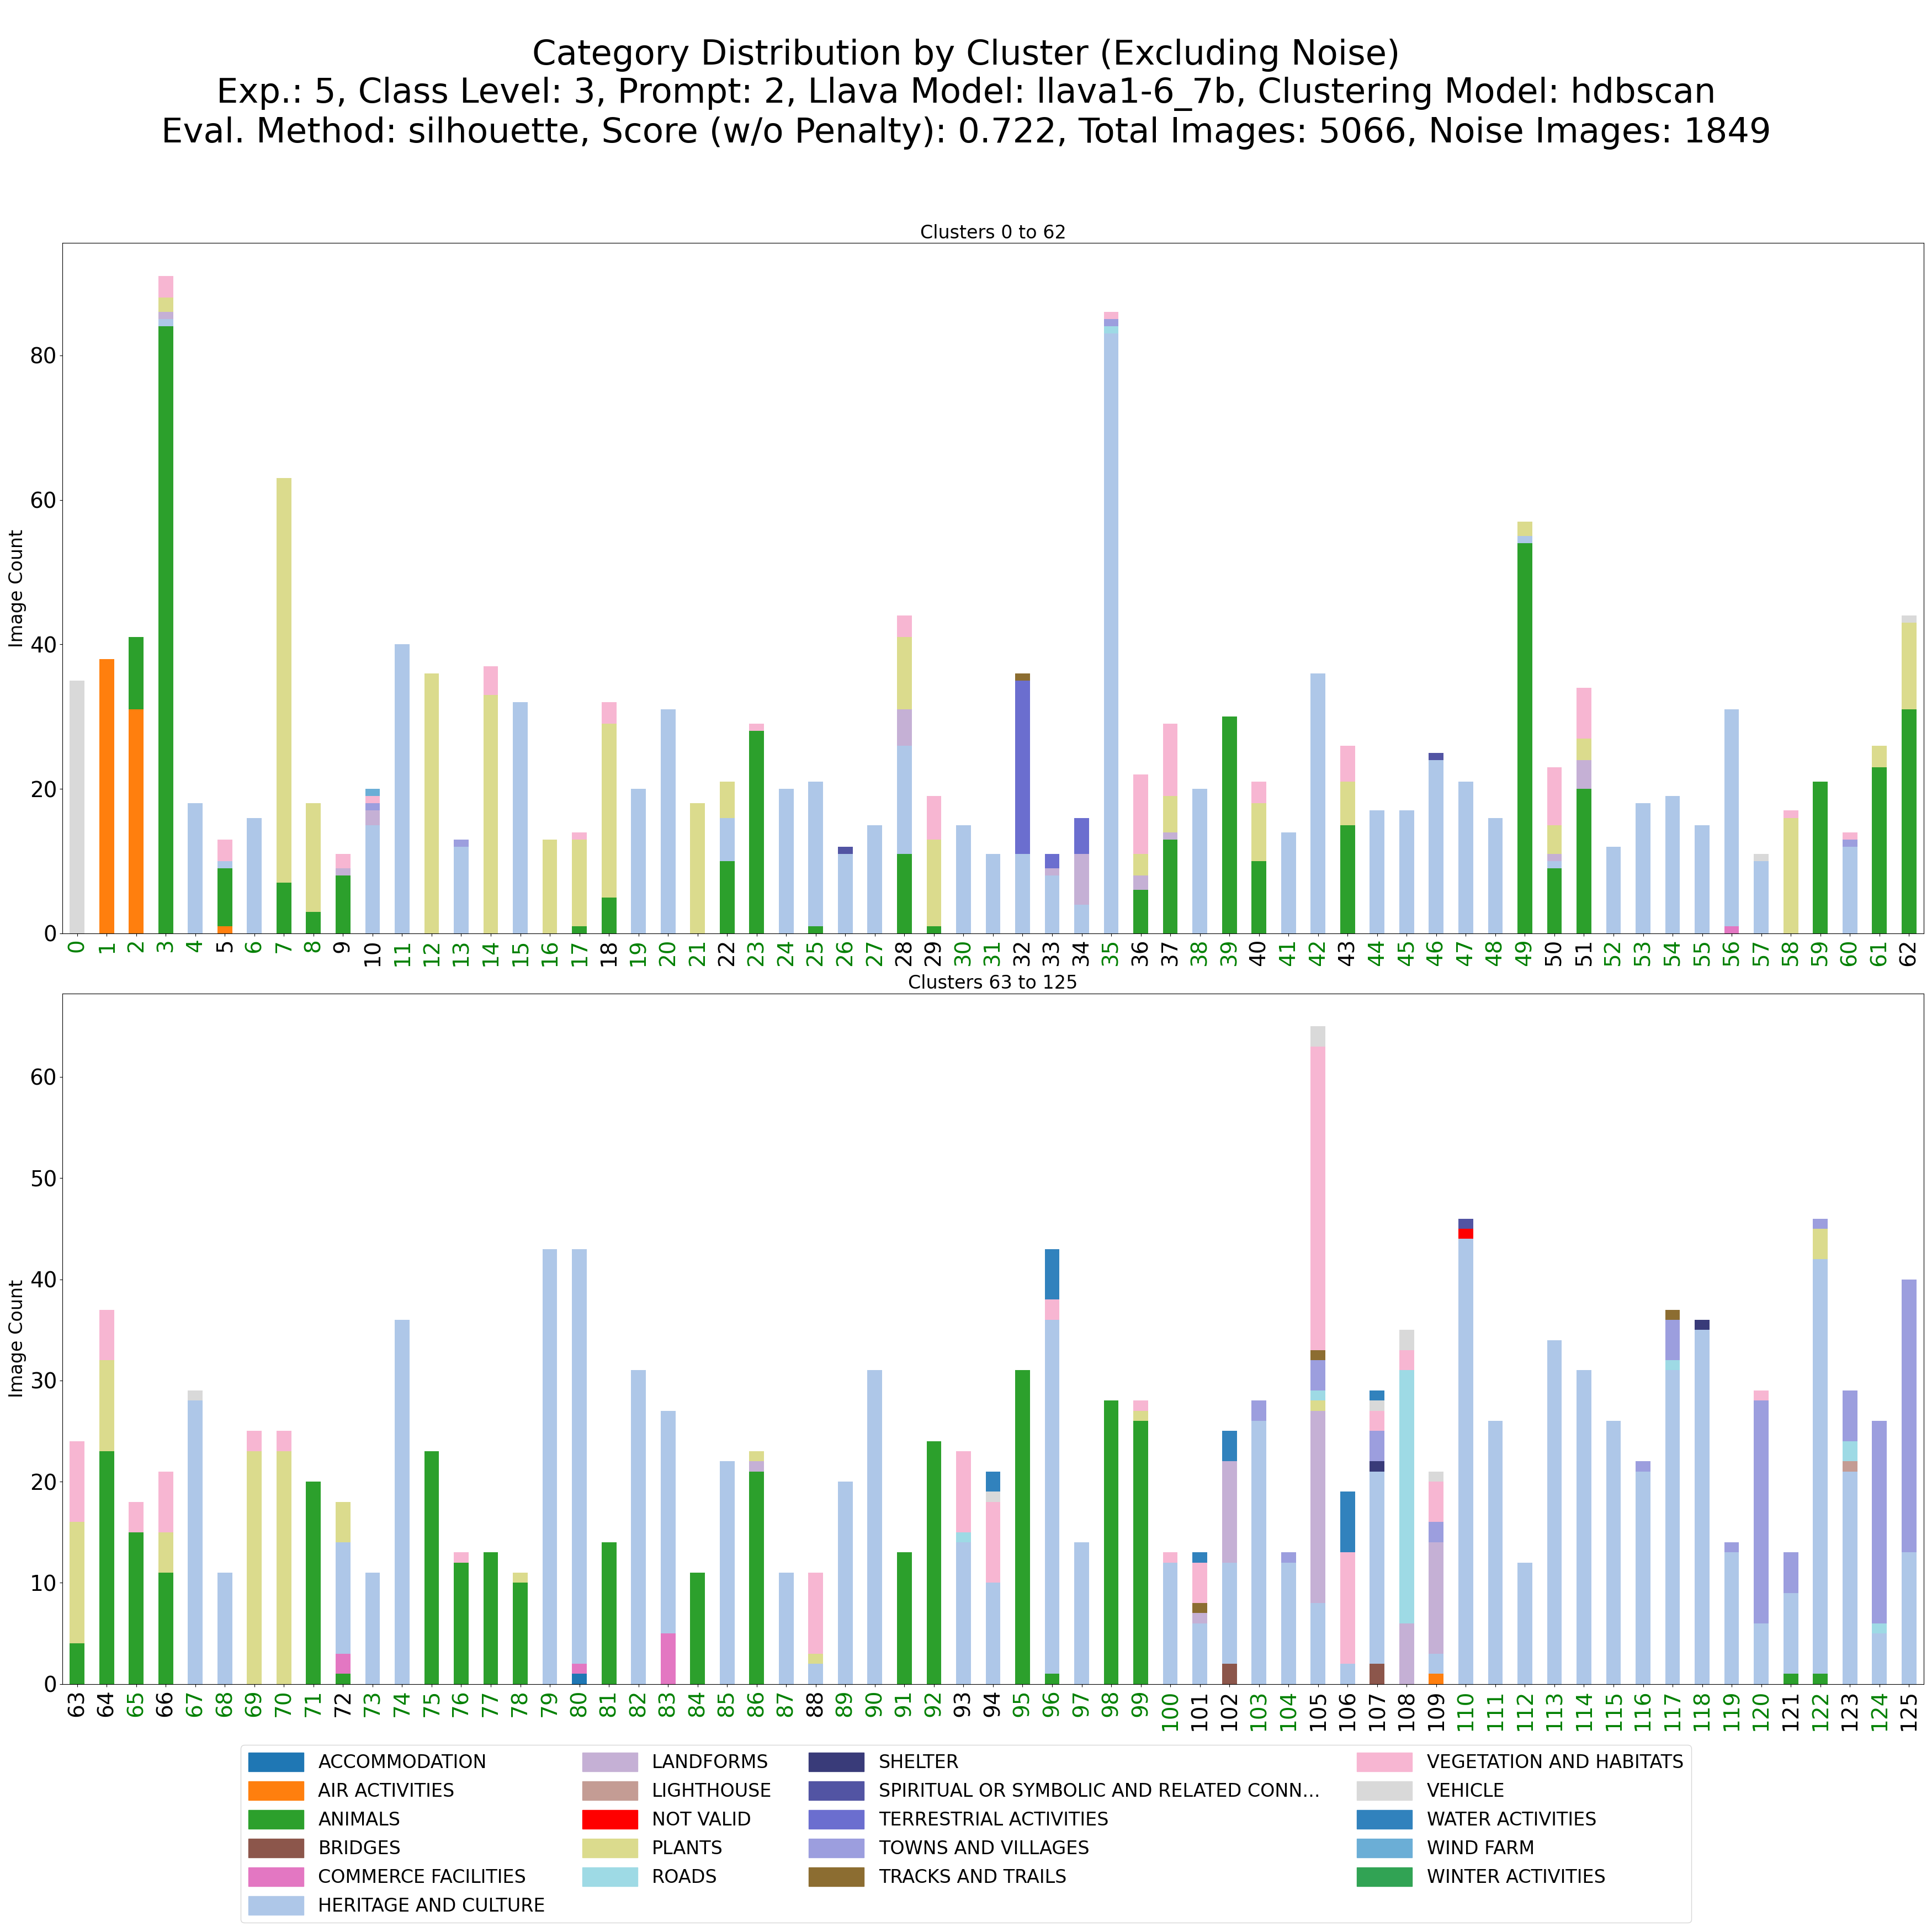 Category Distribution by Cluster (Excluding Noise)
Exp.: 5, Class Level: 3, Prompt: 2, Llava Model: llava1-6_7b, Clustering Model: hdbscan
Eval. Method: silhouette, Score (w/o Penalty): 0.722, Total Images: 5066, Noise Images: 1849
Clusters 0 to 62
Image Count
80
60
40
20
0
0 1 2 3 4 5 6 7 8 9 10 11 12 13 14 15 16 17 18 19 20 21 22 23 24 25 26 27 28 29 30 31 32 33 34 35 36 37 38 39 40 41 42 43 44 45 46 47 48 49 50 51 52 53 54 55 56 57 58 59 60 61 62
Clusters 63 to 125
Image Count
60
50
40
30
20
10
0
63 64 65 66 67 68 69 70 71 72 73 74 75 76 77 78 79 80 81 82 83 84 85 86 87 88 89 90 91 92 93 94 95 96 97 98 99 100 101 102 103 104 105 106 107 108 109 110 111 112 113 114 115 116 117 118 119 120 121 122 123 124 125
ACCOMMODATION
AIR ACTIVITIES
ANIMALS
BRIDGES
COMMERCE FACILITIES
HERITAGE AND CULTURE
LANDFORMS
LIGHTHOUSE
NOT VALID
PLANTS
ROADS
SHELTER
SPIRITUAL OR SYMBOLIC AND RELATED CONN...
TERRESTRIAL ACTIVITIES
TOWNS AND VILLAGES
TRACKS AND TRAILS
VEGETATION AND HABITATS
VEHICLE
WATER ACTIVITIES
WIND FARM
WINTER ACTIVITIES